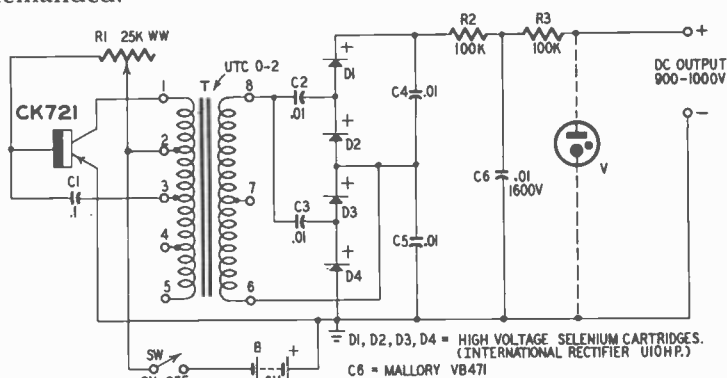 demanded.
R1 25K WW
CK721
C1
.1
1
2
3
4
5
T
UTC O-2
8
7
6
C2
.01
C3
.01
D1
D2
D3
D4
+
+
+
+
C4 .01
C5 .01
R2
100K
R3
100K
C6 .01
1600V
V
+
DC OUTPUT
900-1000V
-
SW
B
+
D1, D2, D3, D4 = HIGH VOLTAGE SELENIUM CARTRIDGES.
(INTERNATIONAL RECTIFIER U10HP.)
C6 = MALLORY VB471